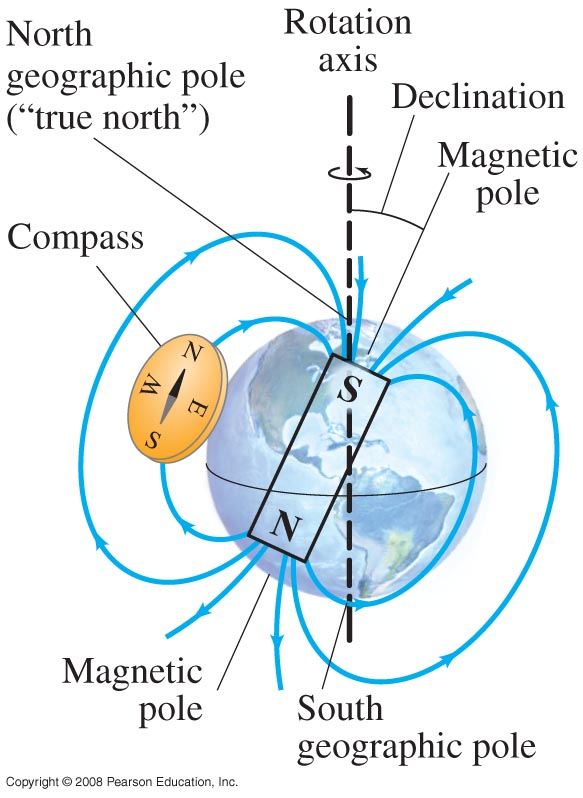 North
geographic pole
(“true north”)
Rotation
axis
Declination
Magnetic
pole
Compass
N
W
E
S
S
N
Magnetic
pole
South
geographic pole
Copyright © 2008 Pearson Education, Inc.